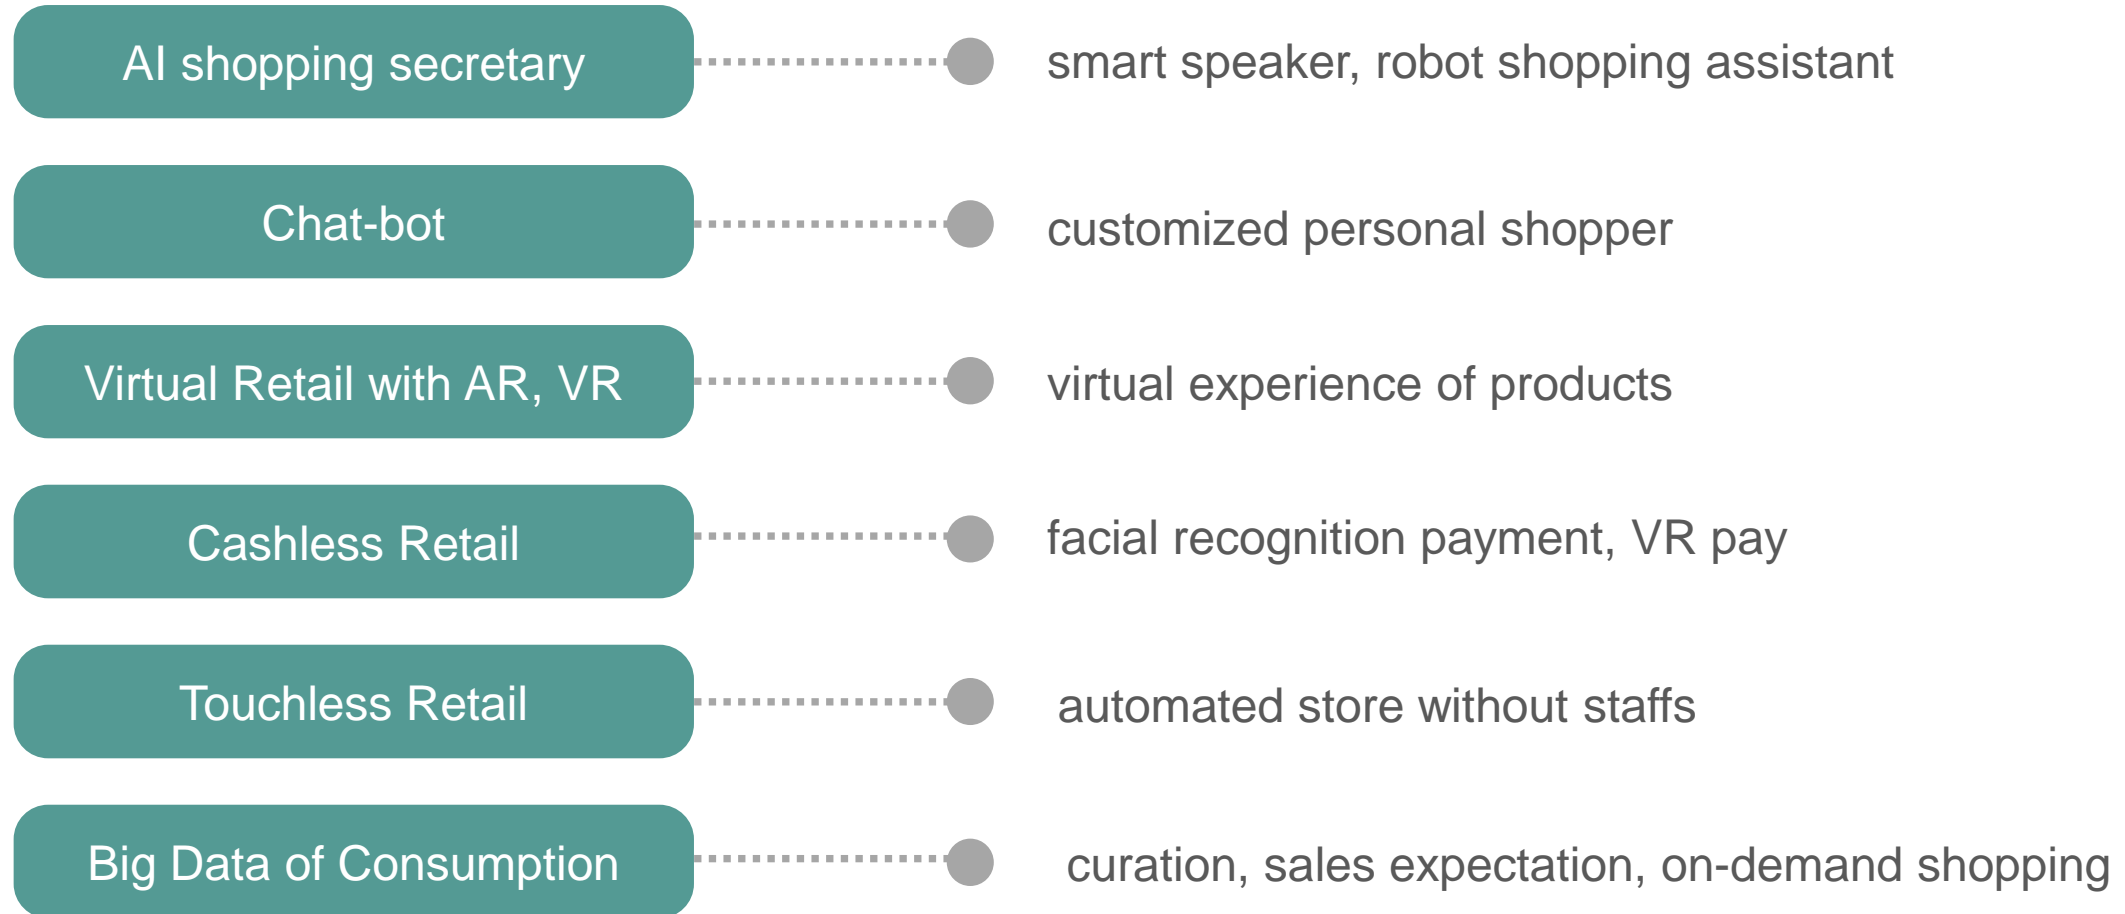 AI shopping secretary
smart speaker, robot shopping assistant
Chat-bot
customized personal shopper
Virtual Retail with AR, VR
virtual experience of products
Cashless Retail
facial recognition payment, VR pay
Touchless Retail
automated store without staffs
Big Data of Consumption
curation, sales expectation, on-demand shopping